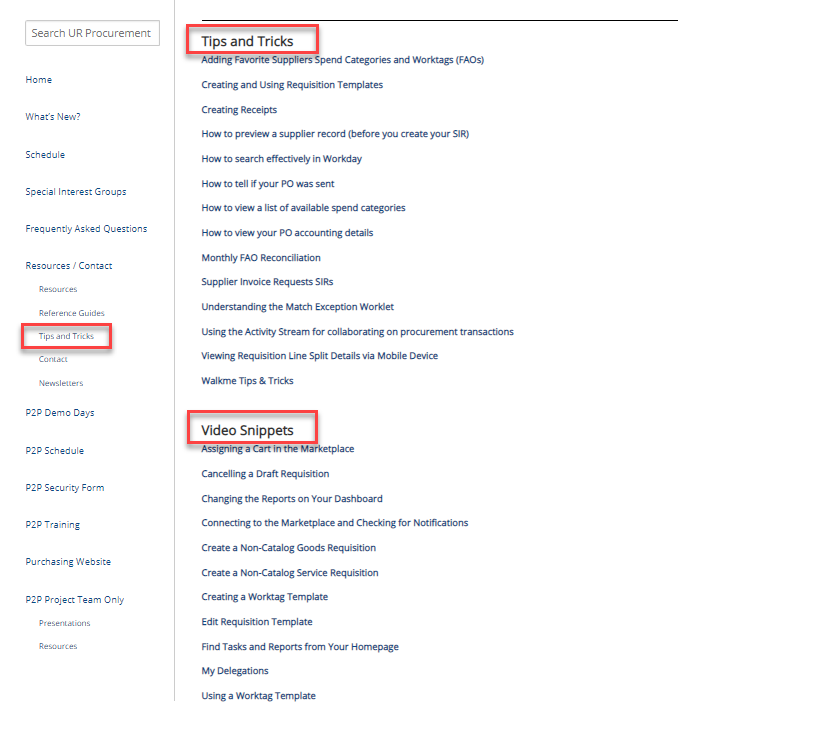 Search UR Procurement
Home
What's New?
Schedule
Special Interest Groups
Frequently Asked Questions
Resources / Contact
Resources
Reference Guides
Tips and Tricks
Contact
Newsletters
P2P Demo Days
P2P Schedule
P2P Security Form
P2P Training
Purchasing Website
P2P Project Team Only
Presentations
Resources
Tips and Tricks
Adding Favorite Suppliers Spend Categories and Worktags (FAOs)
Creating and Using Requisition Templates
Creating Receipts
How to preview a supplier record (before you create your SIR)
How to search effectively in Workday
How to tell if your PO was sent
How to view a list of available spend categories
How to view your PO accounting details
Monthly FAO Reconciliation
Supplier Invoice Requests SIRs
Understanding the Match Exception Worklet
Using the Activity Stream for collaborating on procurement transactions
Viewing Requisition Line Split Details via Mobile Device
Walkme Tips & Tricks
Video Snippets
Assigning a Cart in the Marketplace
Cancelling a Draft Requisition
Changing the Reports on Your Dashboard
Connecting to the Marketplace and Checking for Notifications
Create a Non-Catalog Goods Requisition
Create a Non-Catalog Service Requisition
Creating a Worktag Template
Edit Requisition Template
Find Tasks and Reports from Your Homepage
My Delegations
Using a Worktag Template